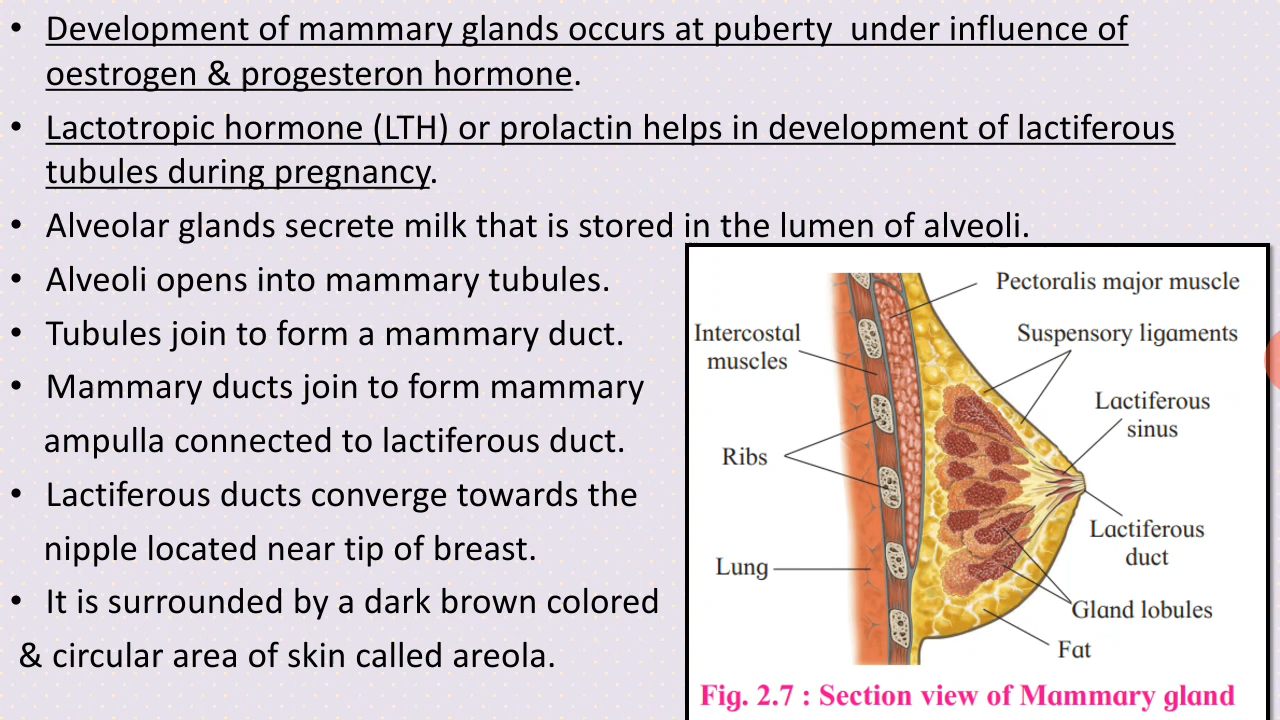 • Development of mammary glands occurs at puberty  under influence of
oestrogen & progesteron hormone.
• Lactotropic hormone (LTH) or prolactin helps in development of lactiferous
tubules during pregnancy.
• Alveolar glands secrete milk that is stored in the lumen of alveoli.
• Alveoli opens into mammary tubules.
• Tubules join to form a mammary duct.
• Mammary ducts join to form mammary
ampulla connected to lactiferous duct.
• Lactiferous ducts converge towards the
nipple located near tip of breast.
• It is surrounded by a dark brown colored
& circular area of skin called areola.
Pectoralis major muscle
Intercostal
muscles
Suspensory ligaments
Lactiferous
sinus
Ribs
Lactiferous
duct
Lung
Gland lobules
Fat
Fig. 2.7 : Section view of Mammary gland